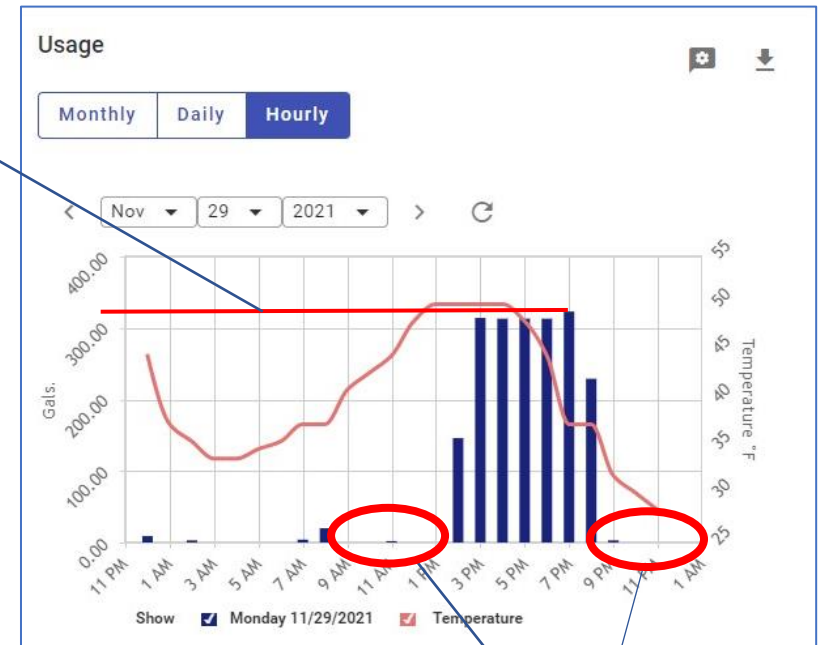 Usage
Monthly Daily Hourly
Nov 29 2021
400.00
300.00
200.00
100.00
0.00
Gals.
55
50
45
40
35
30
25
Temperature °F
11 PM 1 AM 3 AM 5 AM 7 AM 9 AM 11 AM 1 PM 3 PM 5 PM 7 PM 9 PM 11 PM 1 AM
Show Monday 11/29/2021 Temperature